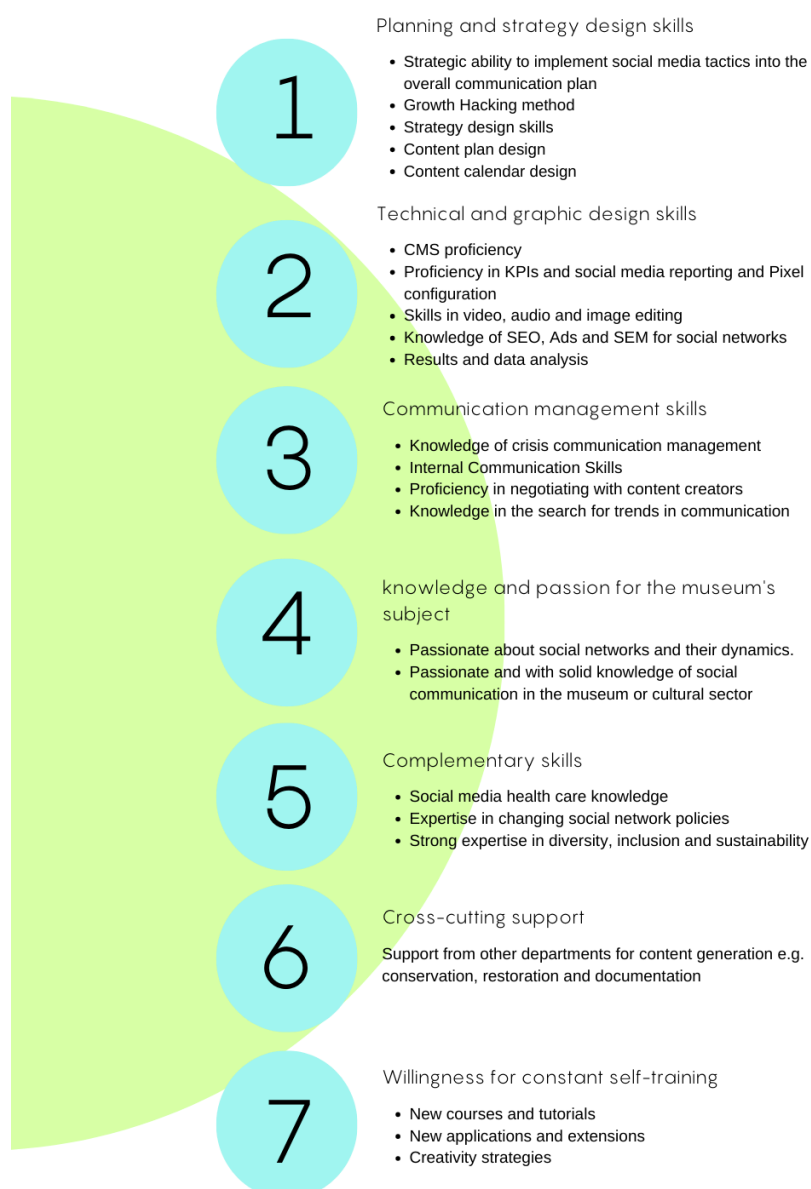 1
Planning and strategy design skills
• Strategic ability to implement social media tactics into the
overall communication plan
• Growth Hacking method
• Strategy design skills
• Content plan design
• Content calendar design
2
Technical and graphic design skills
• CMS proficiency
• Proficiency in KPIs and social media reporting and Pixel
configuration
• Skills in video, audio and image editing
• Knowledge of SEO, Ads and SEM for social networks
• Results and data analysis
3
Communication management skills
• Knowledge of crisis communication management
• Internal Communication Skills
• Proficiency in negotiating with content creators
• Knowledge in the search for trends in communication
4
knowledge and passion for the museum's
subject
• Passionate about social networks and their dynamics.
• Passionate and with solid knowledge of social
communication in the museum or cultural sector
5
Complementary skills
• Social media health care knowledge
• Expertise in changing social network policies
• Strong expertise in diversity, inclusion and sustainability
6
Cross-cutting support
Support from other departments for content generation e.g.
conservation, restoration and documentation
7
Willingness for constant self-training
• New courses and tutorials
• New applications and extensions
• Creativity strategies